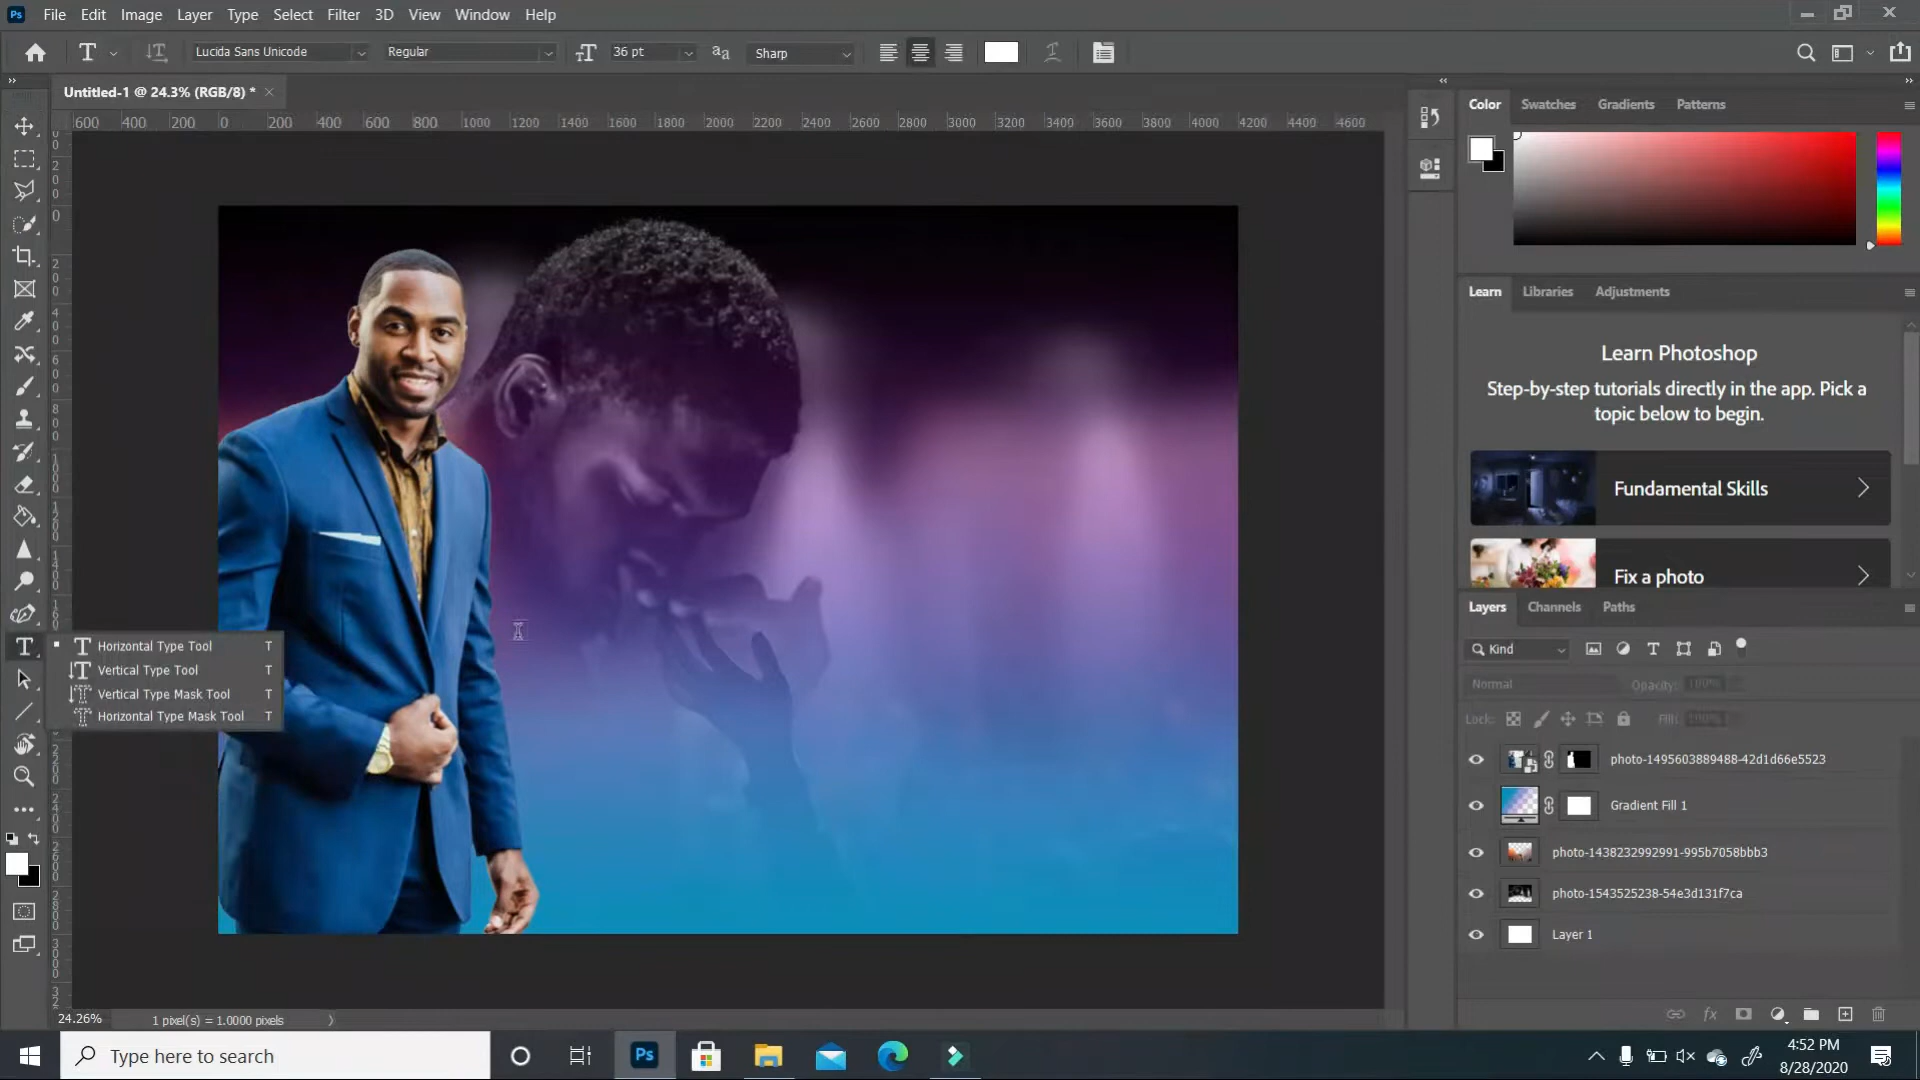 Ps File Edit Image Layer Type Select Filter 3D View Window Help
T Lucida Sans Unicode Regular 36 pt aa Sharp
Untitled-1 @ 24.3% (RGB/8) *
600 400 200 0 200 400 600 800 1000 1200 1400 1600 1800 2000 2200 2400 2600 2800 3000 3200 3400 3600 3800 4000 4200 4400 4600
Color Swatches Gradients Patterns
Learn Libraries Adjustments
Learn Photoshop
Step-by-step tutorials directly in the app. Pick a
topic below to begin.
Fundamental Skills
Fix a photo
Layers Channels Paths
T Horizontal Type Tool T
T Vertical Type Tool T
T Vertical Type Mask Tool T
T Horizontal Type Mask Tool T
Kind
Normal Opacity: 100%
Lock: Fill: 100%
photo-1495603889488-42d1d66e5523
Gradient Fill 1
photo-1438232992991-995b7058bbb3
photo-1543525238-54e3d131f7ca
Layer 1
24.26% 1 pixel(s) = 1.0000 pixels
fx
Type here to search
Ps
4:52 PM
8/28/2020